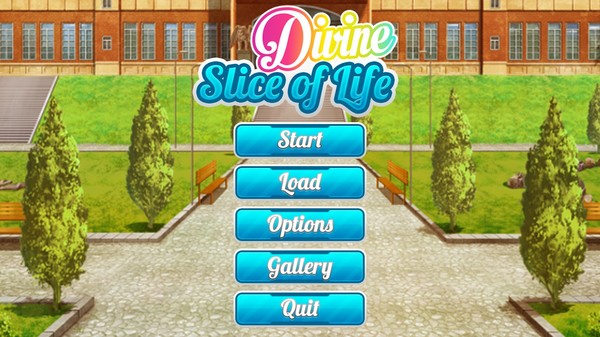 Divine
Slice of Life
Start
Load
Options
Gallery
Quit